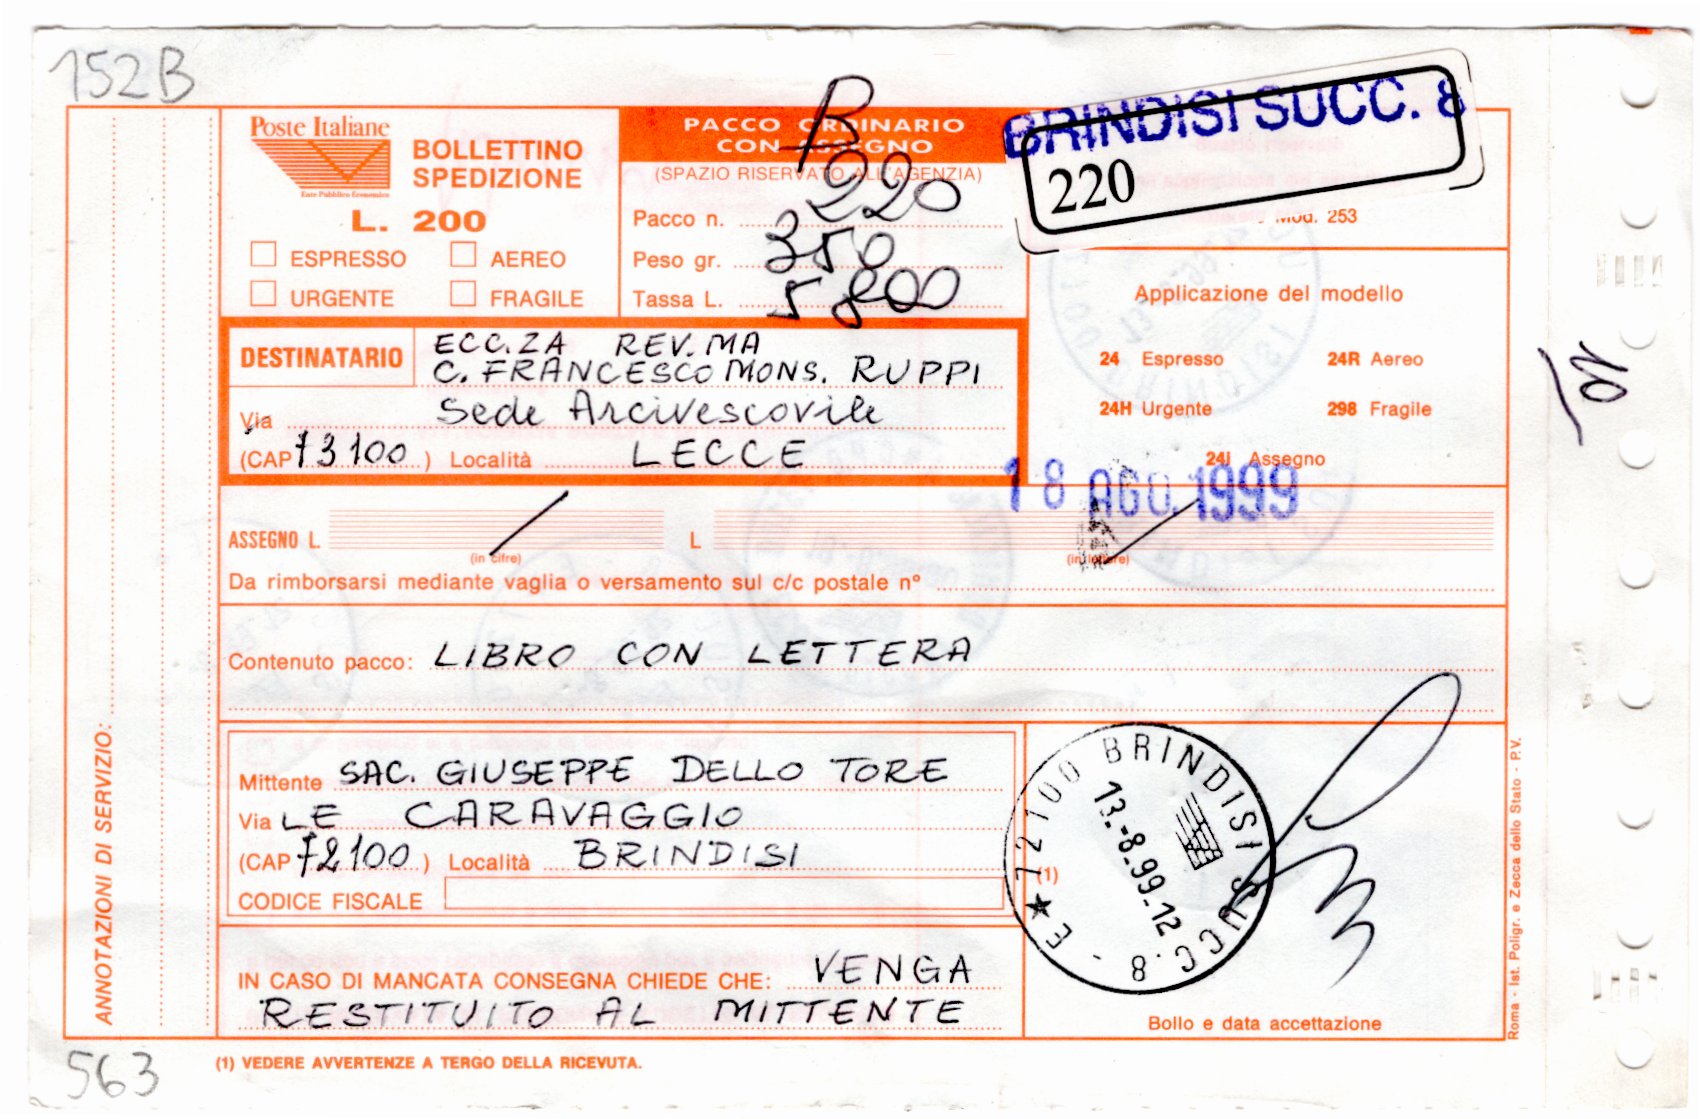 152B
Poste Italiane
Ente Pubblico Economico
BOLLETTINO
SPEDIZIONE
L. 200
ESPRESSO
AEREO
URGENTE
FRAGILE
PACCO ORDINARIO
CON ASSEGNO
(SPAZIO RISERVATO ALL'AGENZIA)
Pacco n. 220
Peso gr. 350
Tassa L. 5800
BRINDISI SUCC. 8
220
Mod. 253
Applicazione del modello
24 Espresso
24R Aereo
24H Urgente
298 Fragile
24I Assegno
18 AGO. 1999
DESTINATARIO ECC.ZA REV.MA
C. FRANCESCO MONS. RUPPI
Via Sede Arcivescovile
(CAP 73100) Località LECCE
ASSEGNO L.
(in cifre)
L
(in lettere)
Da rimborsarsi mediante vaglia o versamento sul c/c postale nº
Contenuto pacco: LIBRO CON LETTERA
Mittente SAC. GIUSEPPE DELLO TORE
Via LE CARAVAGGIO
(CAP 72100) Località BRINDISI
CODICE FISCALE
(1)
IN CASO DI MANCATA CONSEGNA CHIEDE CHE: VENGA
RESTITUITO AL MITTENTE
72100 BRINDISI SUCC. 8 - E
13.-8.99-12
Bollo e data accettazione
ANNOTAZIONI DI SERVIZIO:
Roma - Ist. Poligr. e Zecca dello Stato - P.V.
563
(1) VEDERE AVVERTENZE A TERGO DELLA RICEVUTA.